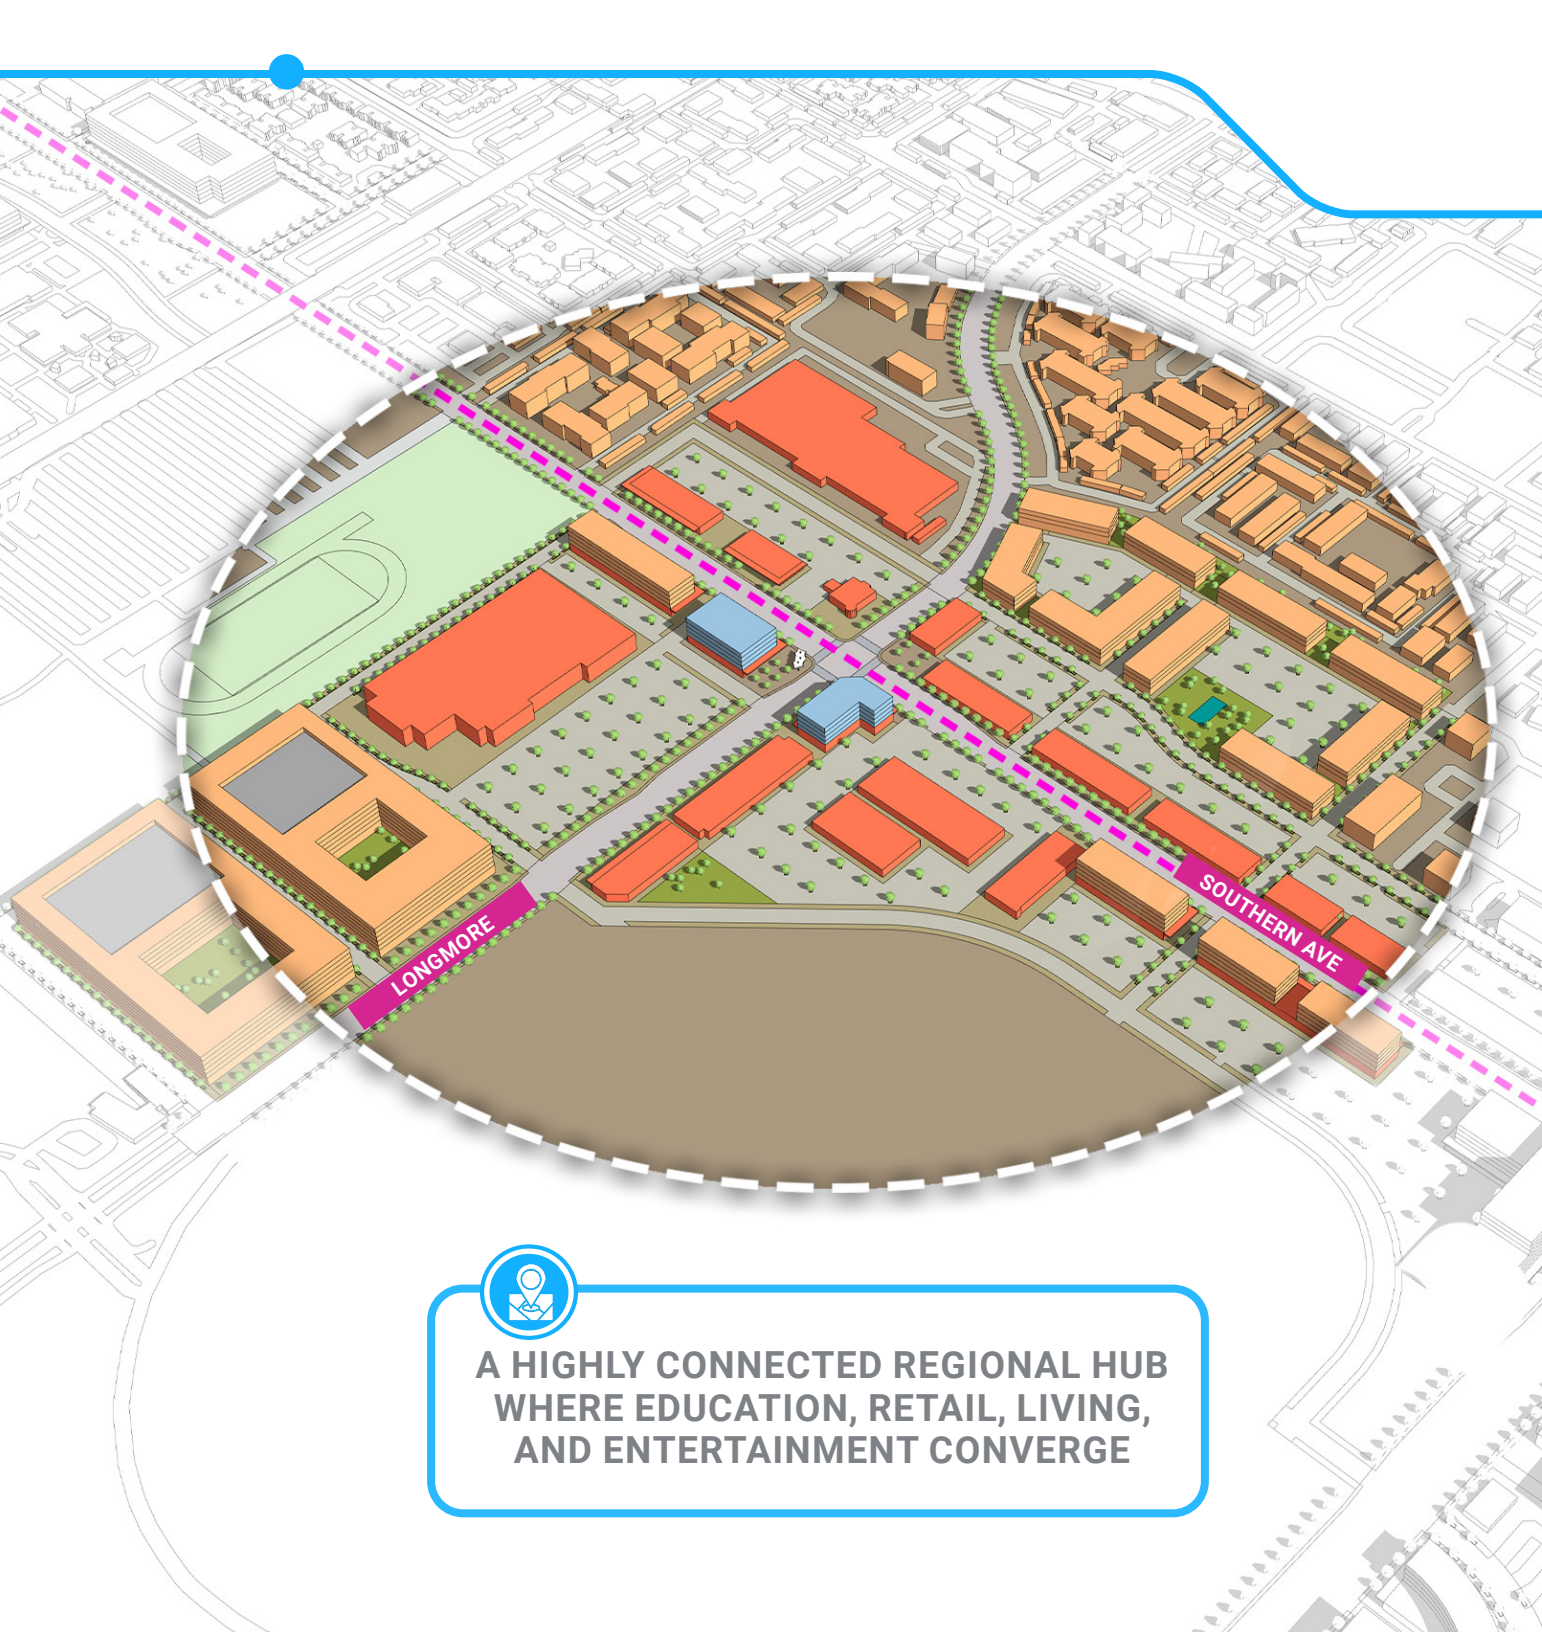 LONGMORE
SOUTHERN AVE
A HIGHLY CONNECTED REGIONAL HUB
WHERE EDUCATION, RETAIL, LIVING,
AND ENTERTAINMENT CONVERGE